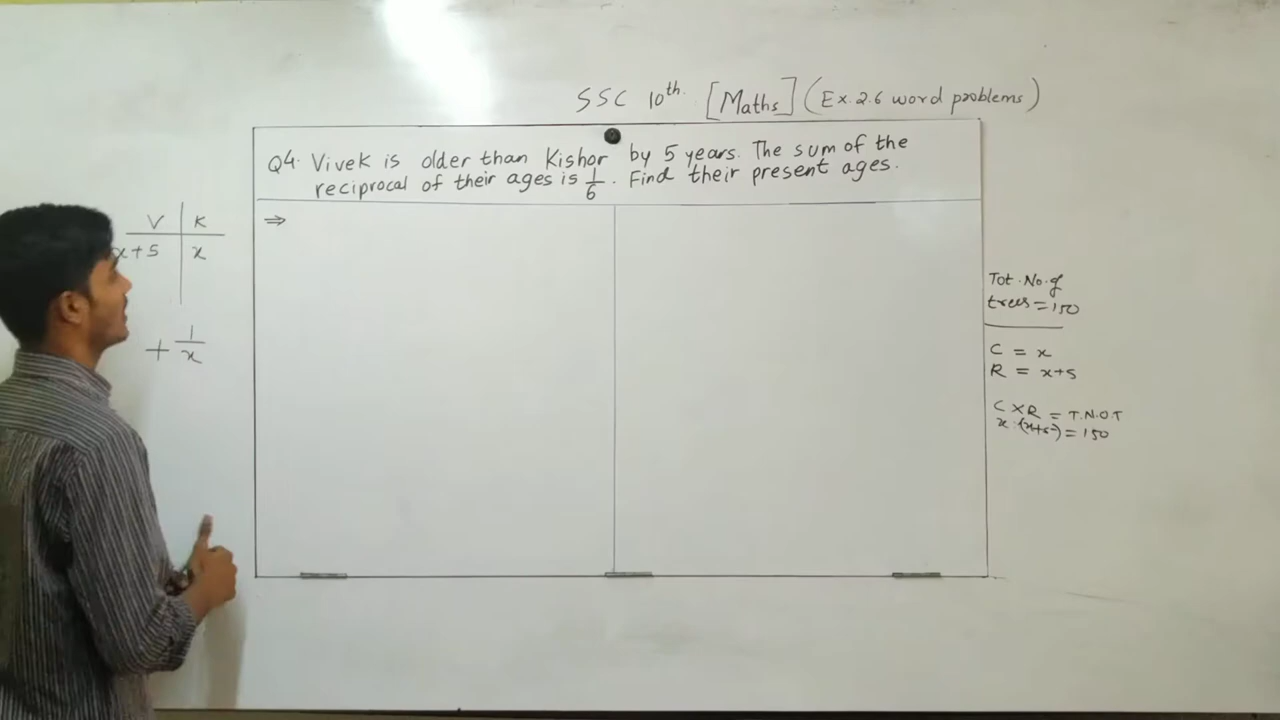 SSC 10th. [Maths] (Ex. 2.6 word problems)
Q4. Vivek is older than Kishor by 5 years. The sum of the
reciprocal of their ages is 1/6. Find their present ages.
⇒
V | K
x+5 | x
+ 1/x
Tot. No. of
trees = 150
C = x
R = x+5
C × R = T.N.O.T
x (x+5) = 150